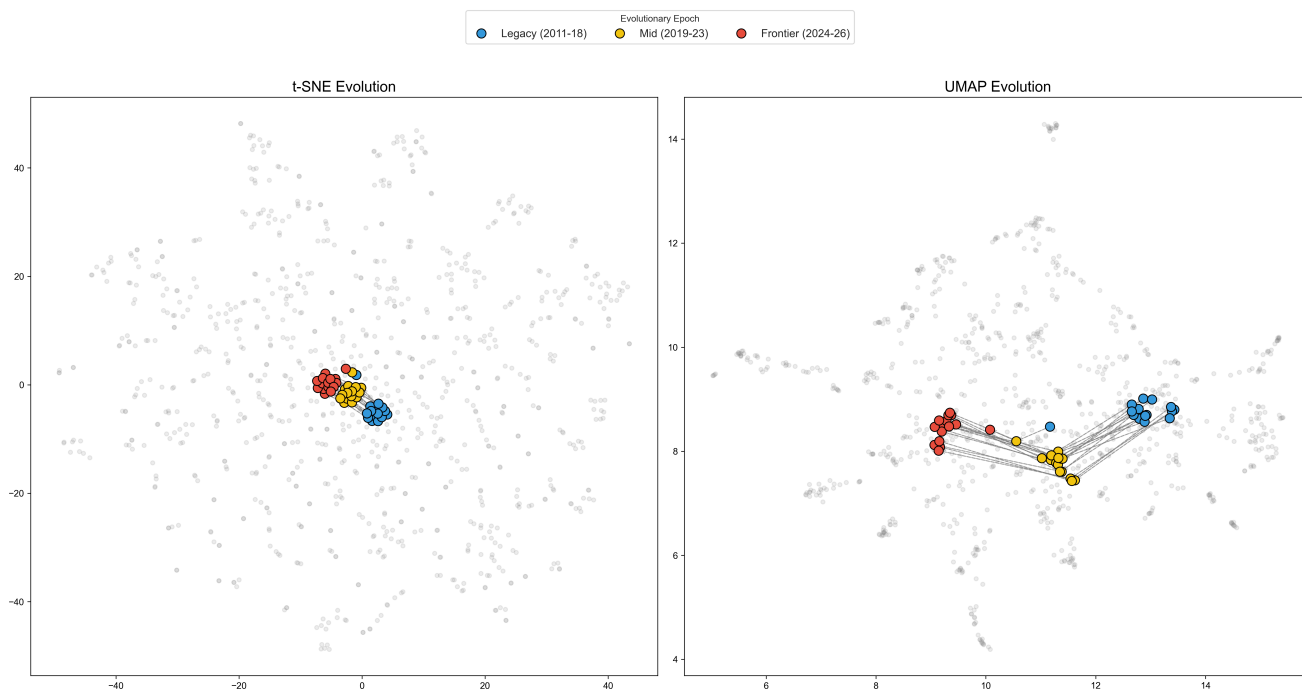 Evolutionary Epoch
Legacy (2011-18) Mid (2019-23) Frontier (2024-26)
t-SNE Evolution
40
20
0
−20
−40
−40 −20 0 20 40
UMAP Evolution
14
12
10
8
6
4
6 8 10 12 14